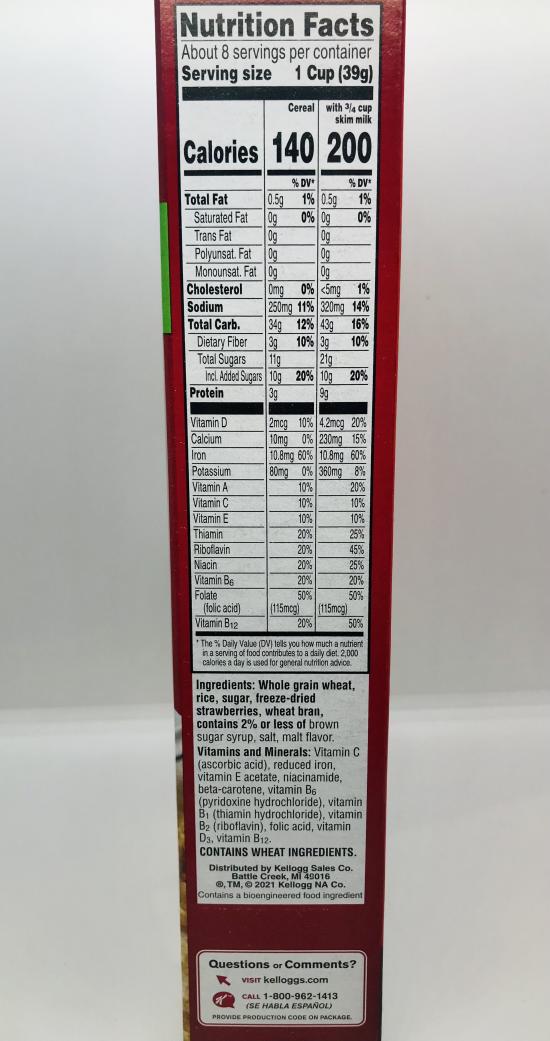 Nutrition Facts
About 8 servings per container
Serving size 1 Cup (39g)
Cereal with 3/4 cup
skim milk
Calories 140 200
% DV* % DV*
Total Fat 0.5g 1% 0.5g 1%
Saturated Fat 0g 0% 0g 0%
Trans Fat 0g 0g
Polyunsat. Fat 0g 0g
Monounsat. Fat 0g 0g
Cholesterol 0mg 0% <5mg 1%
Sodium 250mg 11% 320mg 14%
Total Carb. 34g 12% 43g 16%
Dietary Fiber 3g 10% 3g 10%
Total Sugars 11g 21g
Incl. Added Sugars 10g 20% 10g 20%
Protein 3g 9g
Vitamin D 2mcg 10% 4.2mcg 20%
Calcium 10mg 0% 230mg 15%
Iron 10.8mg 60% 10.8mg 60%
Potassium 80mg 0% 360mg 8%
Vitamin A 10% 20%
Vitamin C 10% 10%
Vitamin E 10% 10%
Thiamin 20% 25%
Riboflavin 20% 45%
Niacin 20% 25%
Vitamin B6 20% 20%
Folate 50% 50%
(folic acid) (115mcg) (115mcg)
Vitamin B12 20% 50%
* The % Daily Value (DV) tells you how much a nutrient
in a serving of food contributes to a daily diet. 2,000
calories a day is used for general nutrition advice.
Ingredients: Whole grain wheat,
rice, sugar, freeze-dried
strawberries, wheat bran,
contains 2% or less of brown
sugar syrup, salt, malt flavor.
Vitamins and Minerals: Vitamin C
(ascorbic acid), reduced iron,
vitamin E acetate, niacinamide,
beta-carotene, vitamin B6
(pyridoxine hydrochloride), vitamin
B1 (thiamin hydrochloride), vitamin
B2 (riboflavin), folic acid, vitamin
D3, vitamin B12.
CONTAINS WHEAT INGREDIENTS.
Distributed by Kellogg Sales Co.
Battle Creek, MI 49016
®, TM, © 2021 Kellogg NA Co.
Contains a bioengineered food ingredient
Questions or Comments?
VISIT kelloggs.com
CALL 1-800-962-1413
(SE HABLA ESPAÑOL)
PROVIDE PRODUCTION CODE ON PACKAGE.